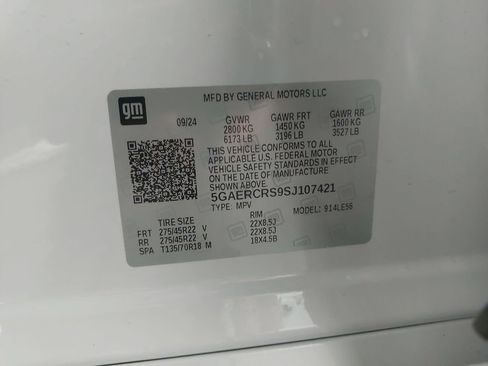 gm
MFD BY GENERAL MOTORS LLC
09/24 GVWR GAWR FRT GAWR RR
2800 KG 1450 KG 1600 KG
6173 LB 3196 LB 3527 LB
THIS VEHICLE CONFORMS TO ALL
APPLICABLE U.S. FEDERAL MOTOR
VEHICLE SAFETY STANDARDS IN EFFECT
ON THE DATE OF MANUFACTURE
5GAERCRS9SJ107421
TYPE: MPV MODEL: 914LE56
TIRE SIZE RIM
FRT 275/45R22 V 22X8.5J
RR 275/45R22 V 22X8.5J
SPA T135/70R18 M 18X4.5B